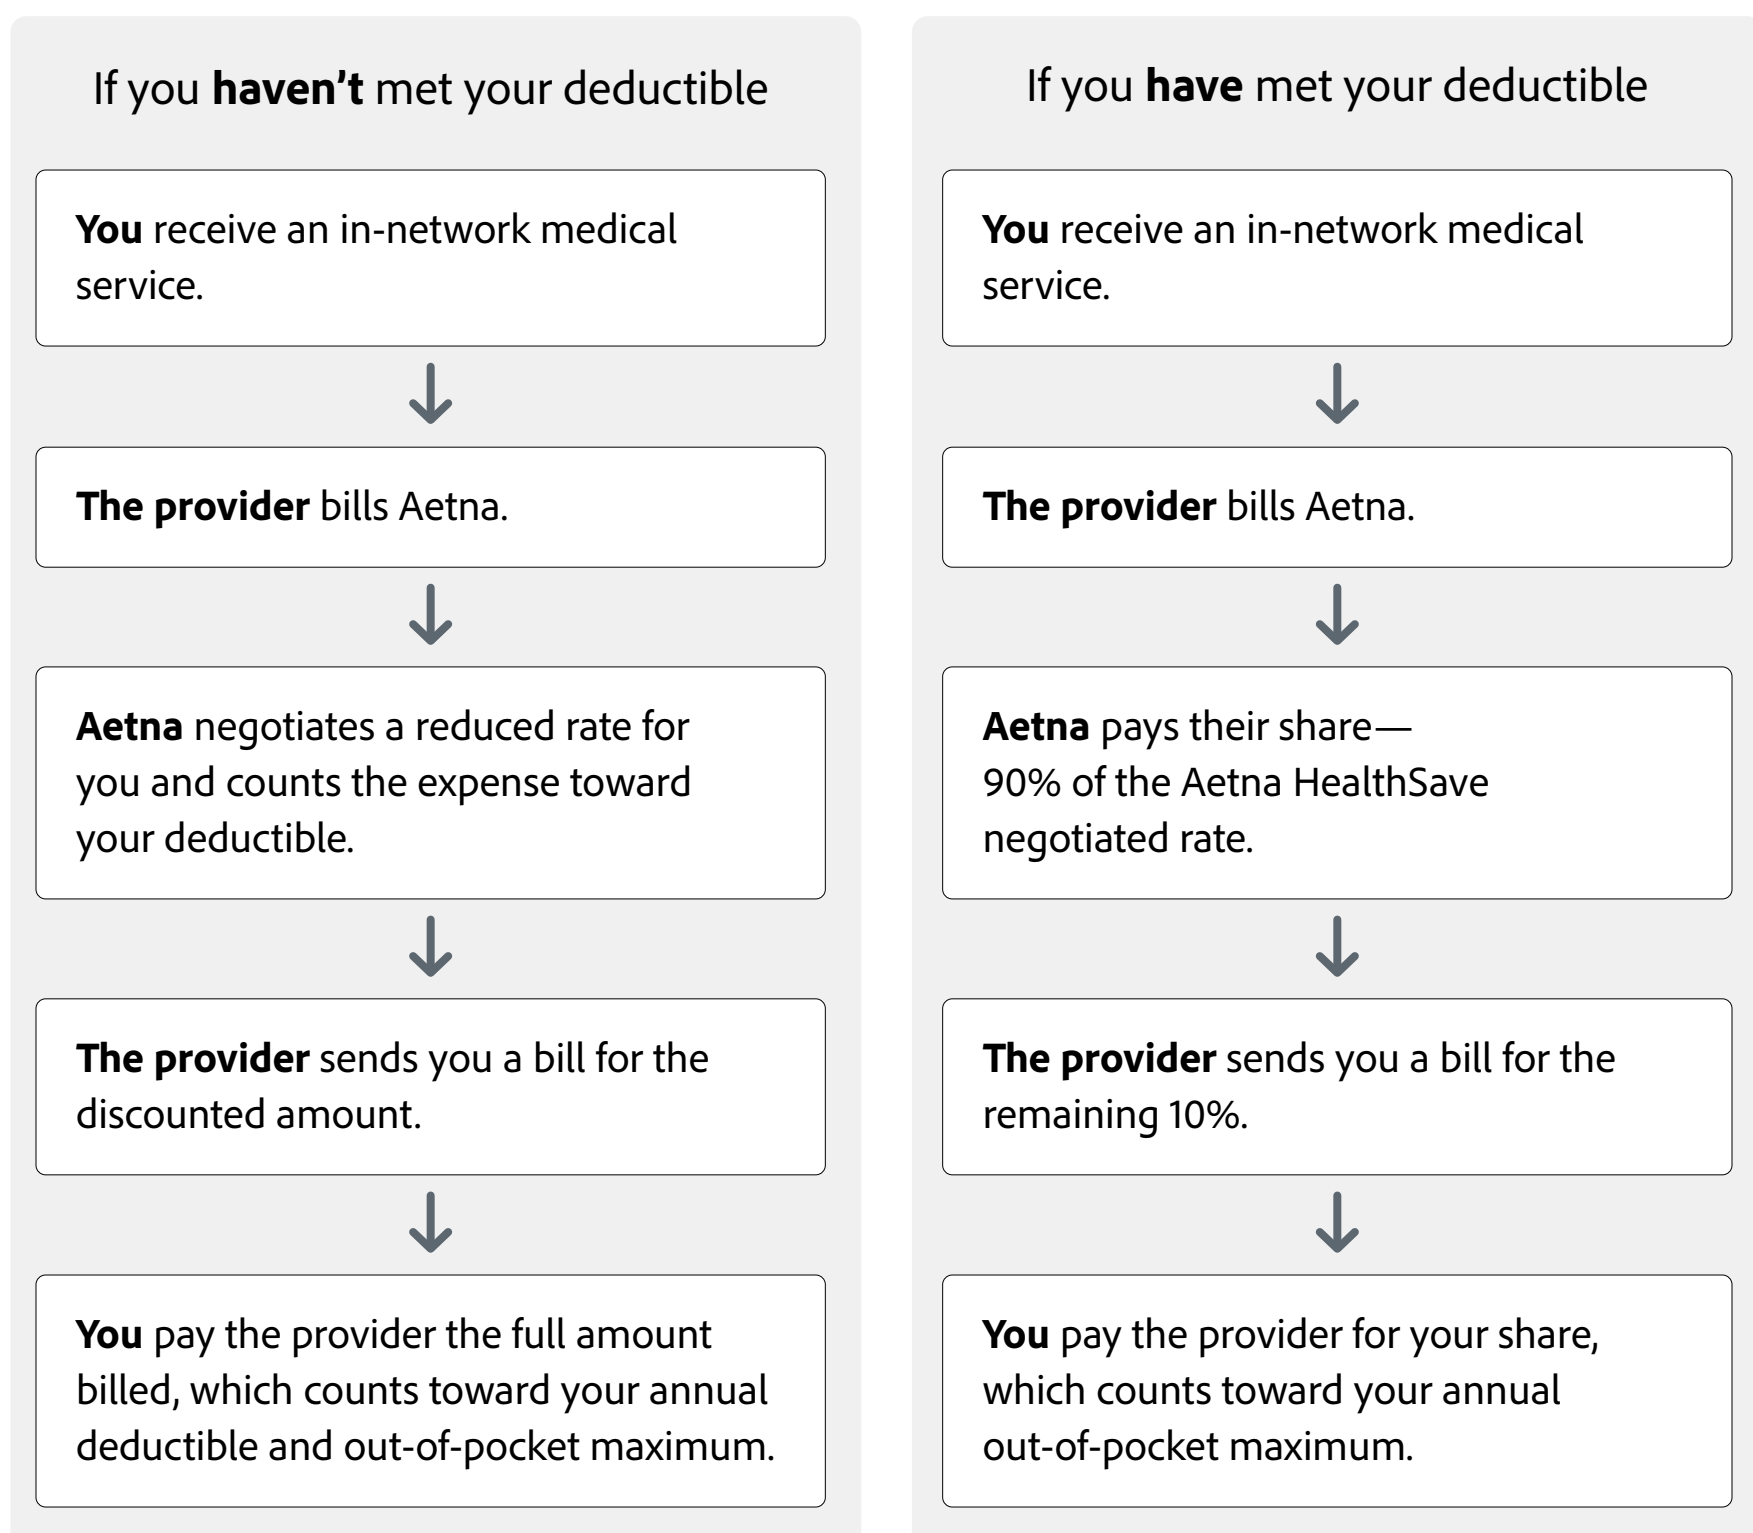 If you haven’t met your deductible
You receive an in-network medical
service.
The provider bills Aetna.
Aetna negotiates a reduced rate for
you and counts the expense toward
your deductible.
The provider sends you a bill for the
discounted amount.
You pay the provider the full amount
billed, which counts toward your annual
deductible and out-of-pocket maximum.
If you have met your deductible
You receive an in-network medical
service.
The provider bills Aetna.
Aetna pays their share—
90% of the Aetna HealthSave
negotiated rate.
The provider sends you a bill for the
remaining 10%.
You pay the provider for your share,
which counts toward your annual
out-of-pocket maximum.